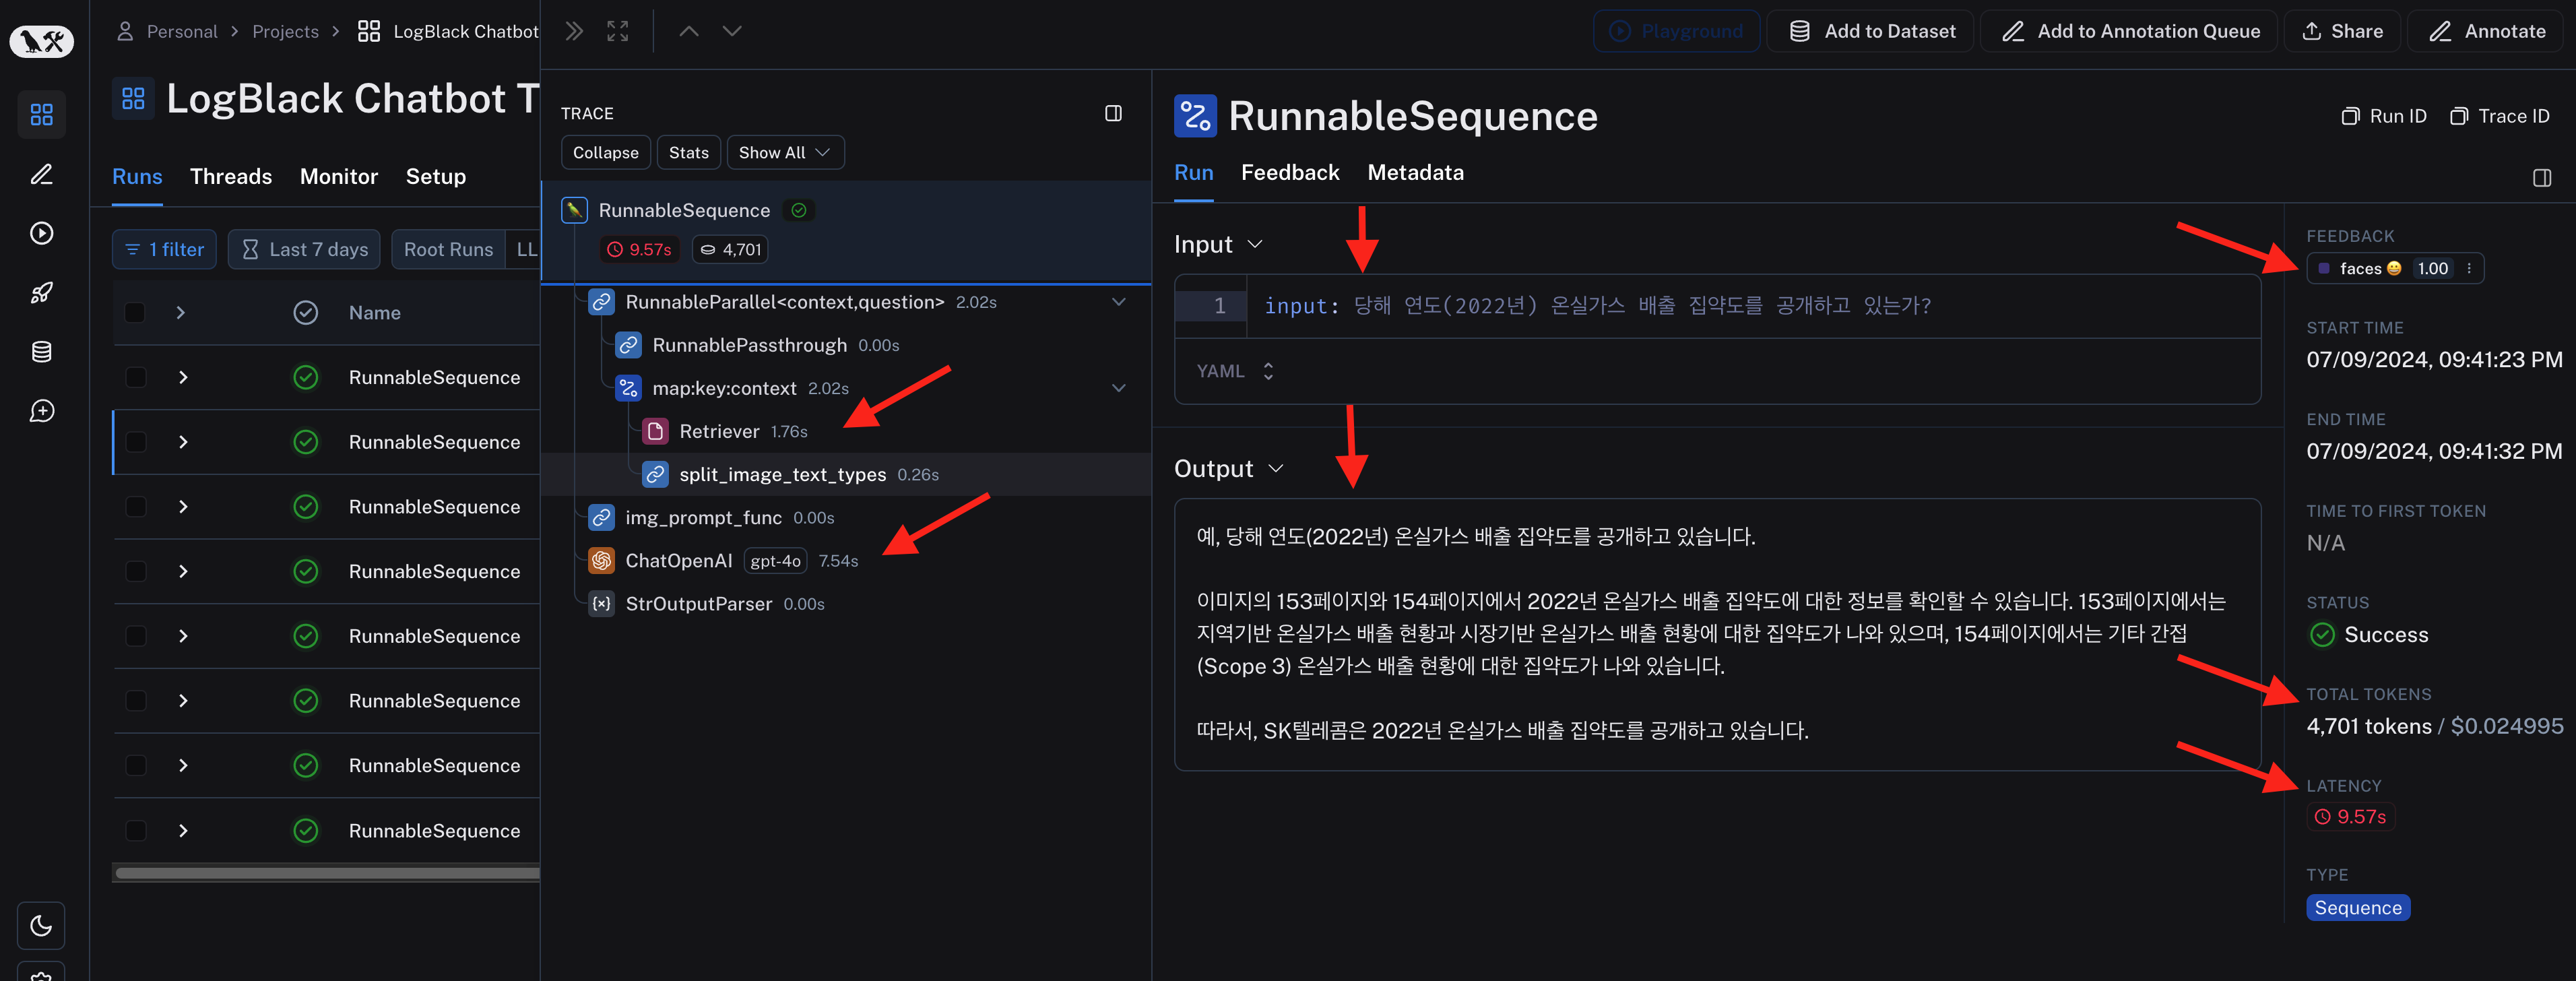 Personal > Projects > LogBlack Chatbot
LogBlack Chatbot T
Runs Threads Monitor Setup
1 filter Last 7 days Root Runs LL
Name
RunnableSequence
RunnableSequence
RunnableSequence
RunnableSequence
RunnableSequence
RunnableSequence
RunnableSequence
RunnableSequence
Playground Add to Dataset Add to Annotation Queue Share Annotate
TRACE
Collapse Stats Show All
RunnableSequence
9.57s 4,701
RunnableParallel<context,question> 2.02s
RunnablePassthrough 0.00s
map:key:context 2.02s
Retriever 1.76s
split_image_text_types 0.26s
img_prompt_func 0.00s
ChatOpenAI gpt-4o 7.54s
StrOutputParser 0.00s
RunnableSequence
Run ID Trace ID
Run Feedback Metadata
Input
1 input: 당해 연도(2022년) 온실가스 배출 집약도를 공개하고 있는가?
YAML
Output
예, 당해 연도(2022년) 온실가스 배출 집약도를 공개하고 있습니다.
이미지의 153페이지와 154페이지에서 2022년 온실가스 배출 집약도에 대한 정보를 확인할 수 있습니다. 153페이지에서는
지역기반 온실가스 배출 현황과 시장기반 온실가스 배출 현황에 대한 집약도가 나와 있으며, 154페이지에서는 기타 간접
(Scope 3) 온실가스 배출 현황에 대한 집약도가 나와 있습니다.
따라서, SK텔레콤은 2022년 온실가스 배출 집약도를 공개하고 있습니다.
FEEDBACK
faces 😀 1.00
START TIME
07/09/2024, 09:41:23 PM
END TIME
07/09/2024, 09:41:32 PM
TIME TO FIRST TOKEN
N/A
STATUS
Success
TOTAL TOKENS
4,701 tokens / $0.024995
LATENCY
9.57s
TYPE
Sequence